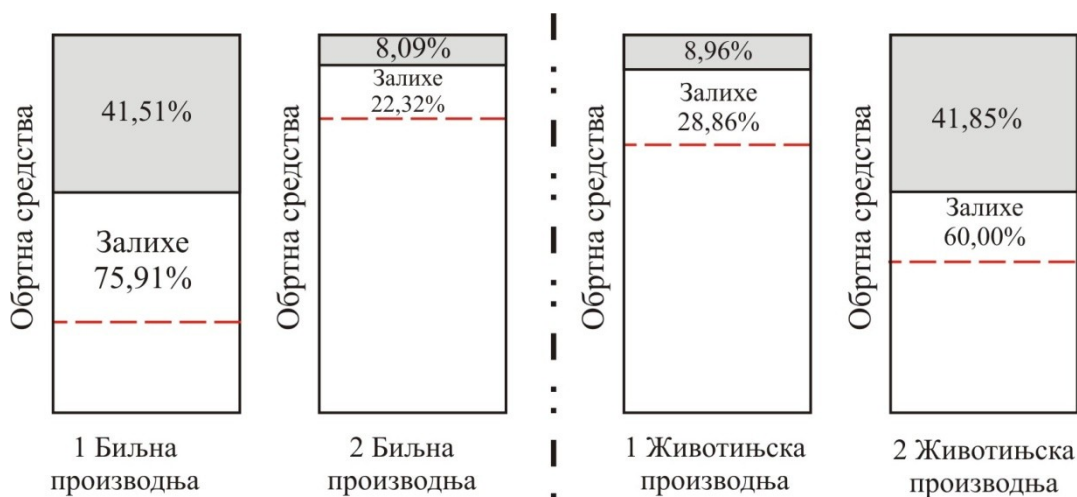 Обртна средства
41,51%
Залихе
75,91%
1 Биљна
производња
Обртна средства
8,09%
Залихе
22,32%
2 Биљна
производња
Обртна средства
8,96%
Залихе
28,86%
1 Животињска
производња
Обртна средства
41,85%
Залихе
60,00%
2 Животињска
производња